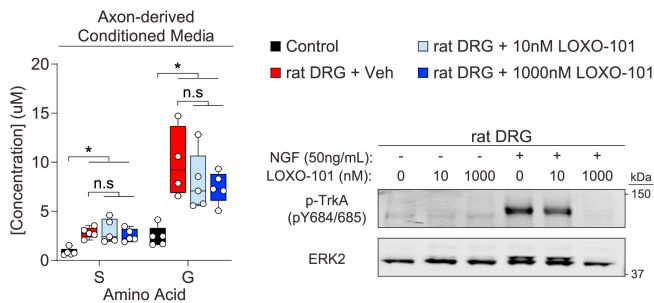 Axon-derived
Conditioned Media
[Concentration] (uM)
20
15
10
5
0
*
n.s
*
n.s
S
G
Amino Acid
Control
rat DRG + Veh
rat DRG + 10nM LOXO-101
rat DRG + 1000nM LOXO-101
rat DRG
NGF (50ng/mL): - - - + + +
LOXO-101 (nM): 0 10 1000 0 10 1000
kDa
p-TrkA
(pY684/685)
150
ERK2
37